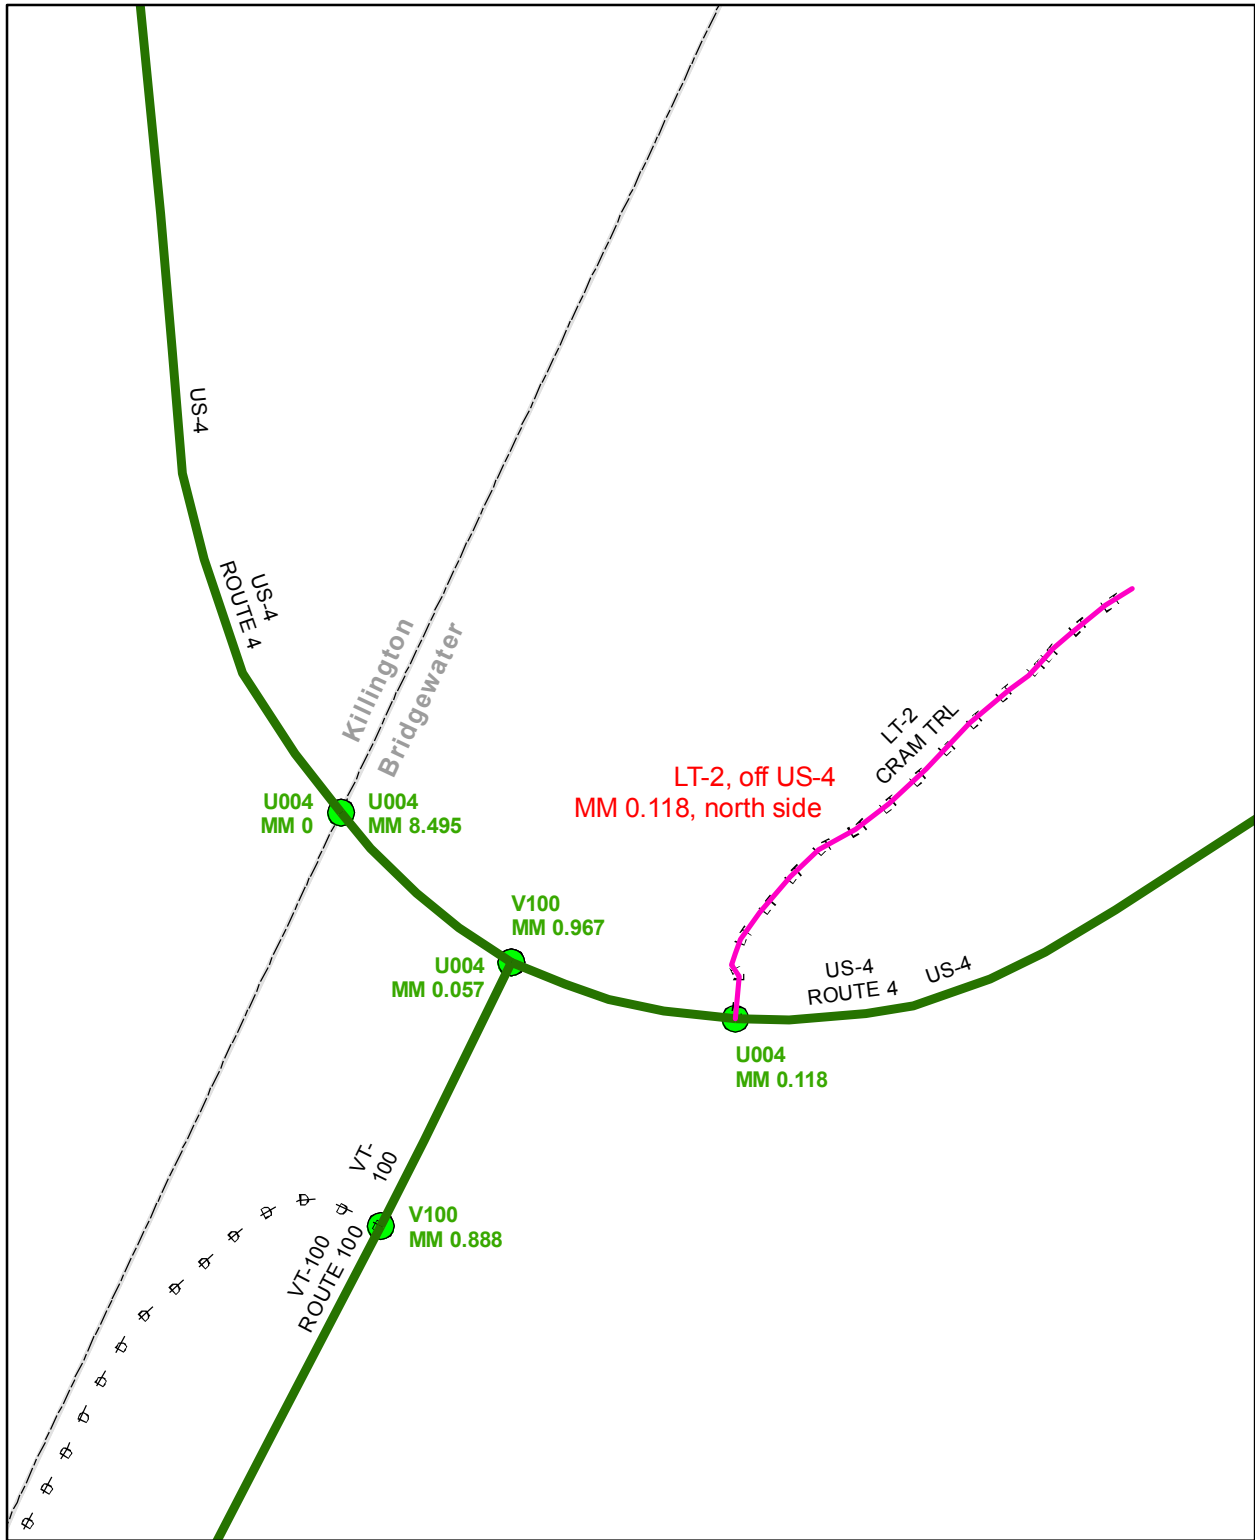 US-4
US-4
ROUTE 4
Killington
Bridgewater
LT-2
CRAM TRL
LT-2, off US-4
MM 0.118, north side
U004
MM 0
U004
MM 8.495
V100
MM 0.967
U004
MM 0.057
US-4
ROUTE 4
US-4
U004
MM 0.118
VT-
100
V100
MM 0.888
VT-100
ROUTE 100